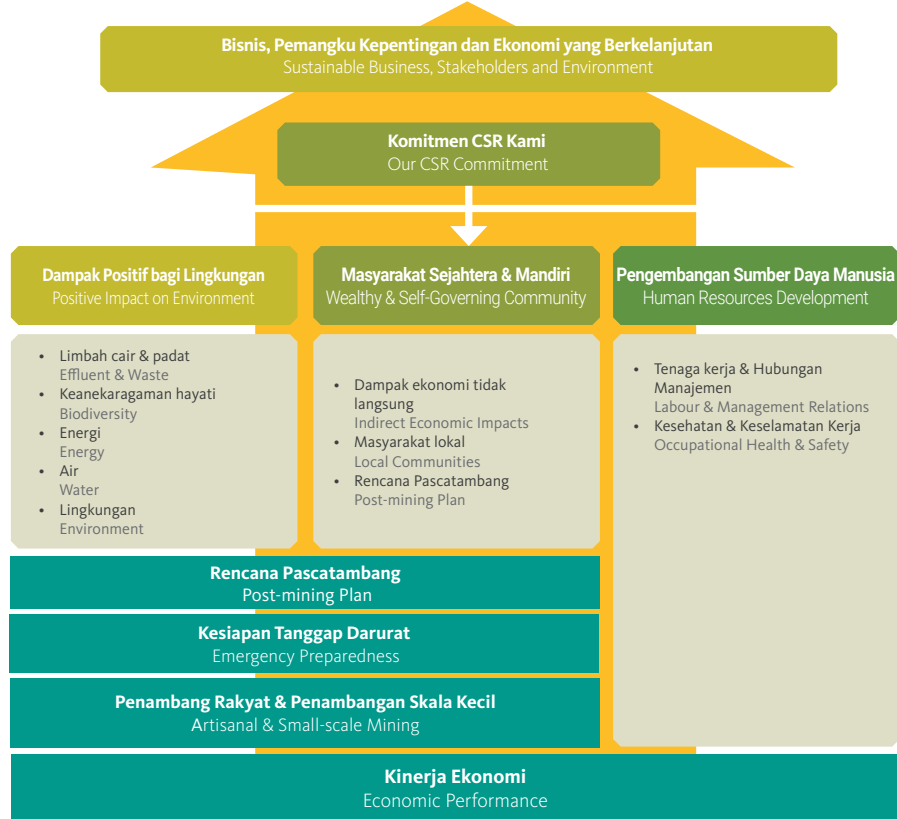 Bisnis, Pemangku Kepentingan dan Ekonomi yang Berkelanjutan
Sustainable Business, Stakeholders and Environment
Komitmen CSR Kami
Our CSR Commitment
Dampak Positif bagi Lingkungan
Positive Impact on Environment
Masyarakat Sejahtera & Mandiri
Wealthy & Self-Governing Community
Pengembangan Sumber Daya Manusia
Human Resources Development
• Limbah cair & padat
Effluent & Waste
• Keanekaragaman hayati
Biodiversity
• Energi
Energy
• Air
Water
• Lingkungan
Environment
• Dampak ekonomi tidak
langsung
Indirect Economic Impacts
• Masyarakat lokal
Local Communities
• Rencana Pascatambang
Post-mining Plan
• Tenaga kerja & Hubungan
Manajemen
Labour & Management Relations
• Kesehatan & Keselamatan Kerja
Occupational Health & Safety
Rencana Pascatambang
Post-mining Plan
Kesiapan Tanggap Darurat
Emergency Preparedness
Penambang Rakyat & Penambangan Skala Kecil
Artisanal & Small-scale Mining
Kinerja Ekonomi
Economic Performance